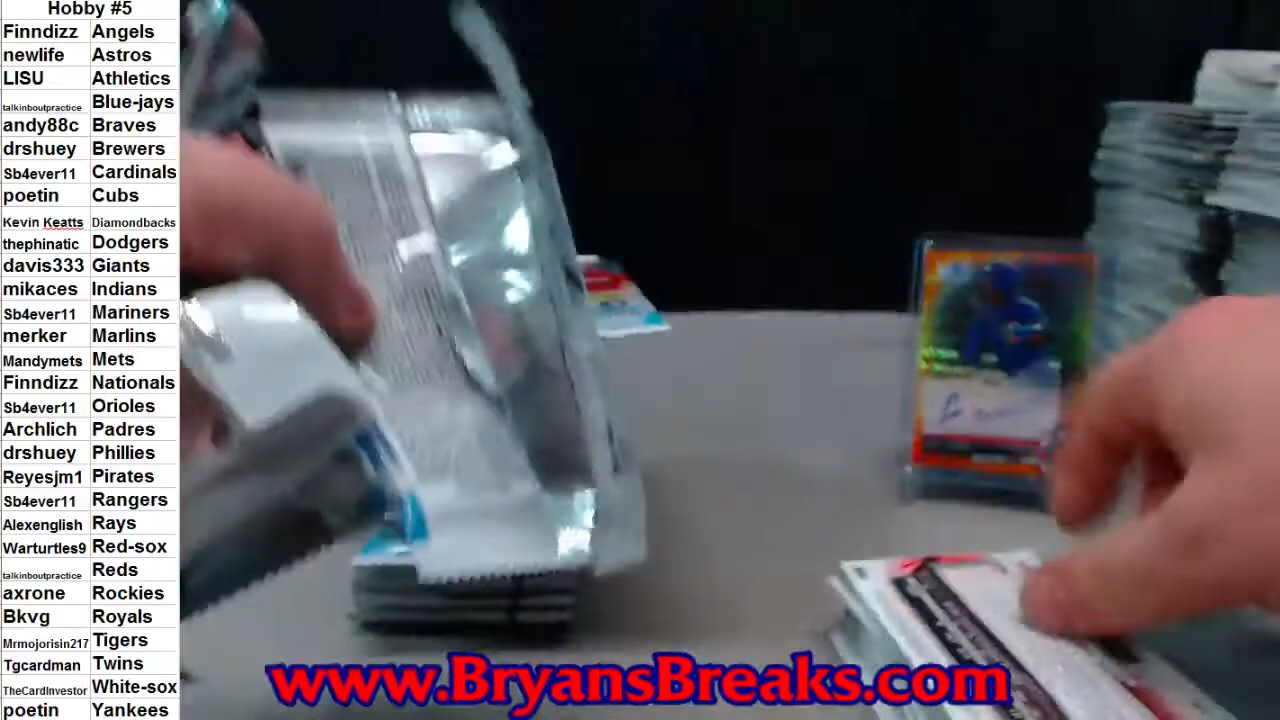 Hobby #5
Finndizz Angels
newlife Astros
LISU Athletics
talkinboutpractice Blue-jays
andy88c Braves
drshuey Brewers
Sb4ever11 Cardinals
poetin Cubs
Kevin Keatts Diamondbacks
thephinatic Dodgers
davis333 Giants
mikaces Indians
Sb4ever11 Mariners
merker Marlins
Mandymets Mets
Finndizz Nationals
Sb4ever11 Orioles
Archlich Padres
drshuey Phillies
Reyesjm1 Pirates
Sb4ever11 Rangers
Alexenglish Rays
Warturtles9 Red-sox
talkinboutpractice Reds
axrone Rockies
Bkvg Royals
Mrmojorisin217 Tigers
Tgcardman Twins
TheCardInvestor White-sox
poetin Yankees
www.BryansBreaks.com